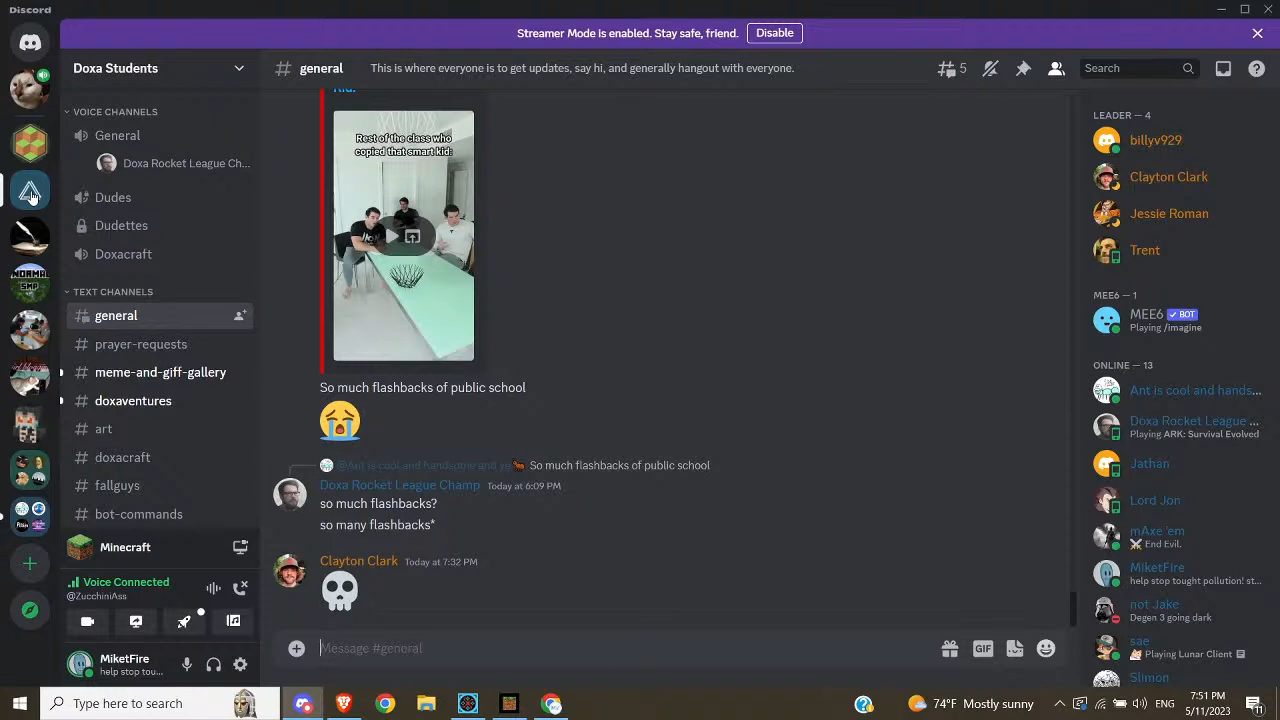 Discord
Streamer Mode is enabled. Stay safe, friend.
Disable
Doxa Students
general
This is where everyone is to get updates, say hi, and generally hangout with everyone.
5
Search
VOICE CHANNELS
General
Doxa Rocket League Ch...
Dudes
Dudettes
Doxacraft
TEXT CHANNELS
general
prayer-requests
meme-and-giff-gallery
doxaventures
art
doxacraft
fallguys
bot-commands
Minecraft
Voice Connected
@ZucchiniAss
MiketFire
help stop tou...
Kid:
Rest of the class who
copied that smart kid:
So much flashbacks of public school
@Ant is cool and handsome and ya So much flashbacks of public school
Doxa Rocket League Champ Today at 6:09 PM
so much flashbacks?
so many flashbacks*
Clayton Clark Today at 7:32 PM
Message #general
GIF
LEADER — 4
billyv929
Clayton Clark
Jessie Roman
Trent
MEE6 — 1
MEE6 BOT
Playing /imagine
ONLINE — 13
Ant is cool and hands...
Doxa Rocket League ...
Playing ARK: Survival Evolved
Jathan
Lord Jon
mAxe 'em
End Evil.
MiketFire
help stop tought pollution! st...
not Jake
Degen 3 going dark
sae
Playing Lunar Client
Slimon
Type here to search
74°F Mostly sunny
ENG
7:51 PM
5/11/2023